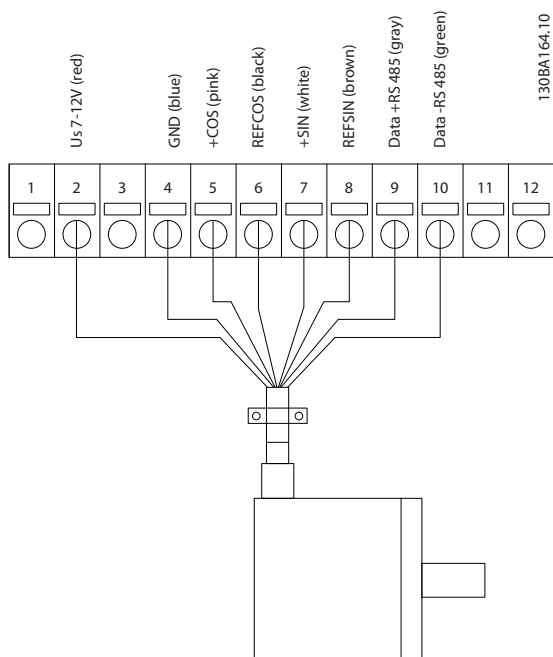 Us 7-12V (red)
GND (blue)
+COS (pink)
REFCOS (black)
+SIN (white)
REFSIN (brown)
Data +RS 485 (gray)
Data -RS 485 (green)
130BA164.10
1 2 3 4 5 6 7 8 9 10 11 12